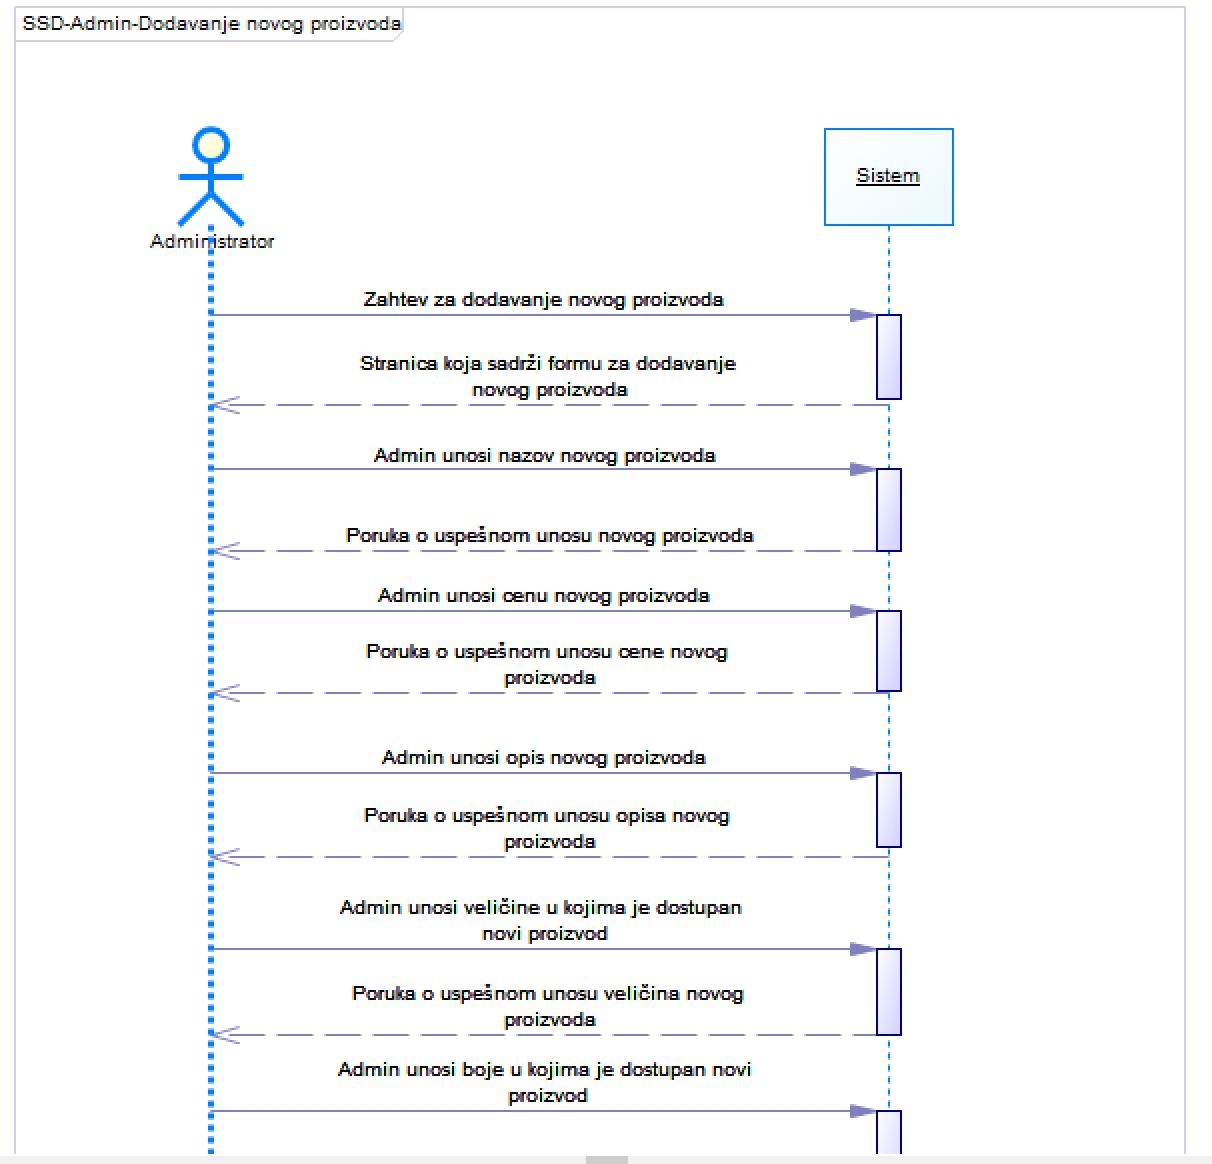 SSD-Admin-Dodavanje novog proizvoda
Administrator
Sistem
Zahtev za dodavanje novog proizvoda
Stranica koja sadrži formu za dodavanje
novog proizvoda
Admin unosi nazov novog proizvoda
Poruka o uspešnom unosu novog proizvoda
Admin unosi cenu novog proizvoda
Poruka o uspešnom unosu cene novog
proizvoda
Admin unosi opis novog proizvoda
Poruka o uspešnom unosu opisa novog
proizvoda
Admin unosi veličine u kojima je dostupan
novi proizvod
Poruka o uspešnom unosu veličina novog
proizvoda
Admin unosi boje u kojima je dostupan novi
proizvod